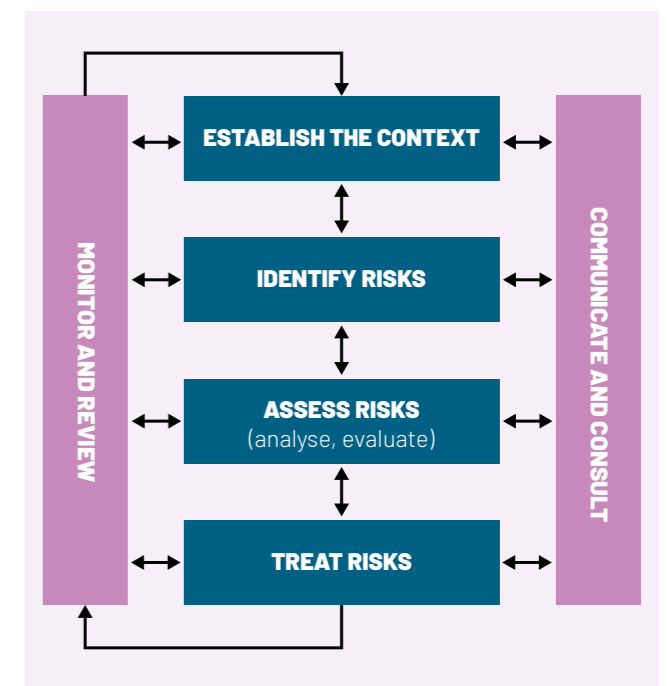 ESTABLISH THE CONTEXT
MONITOR AND REVIEW
COMMUNICATE AND CONSULT
IDENTIFY RISKS
ASSESS RISKS
(analyse, evaluate)
TREAT RISKS